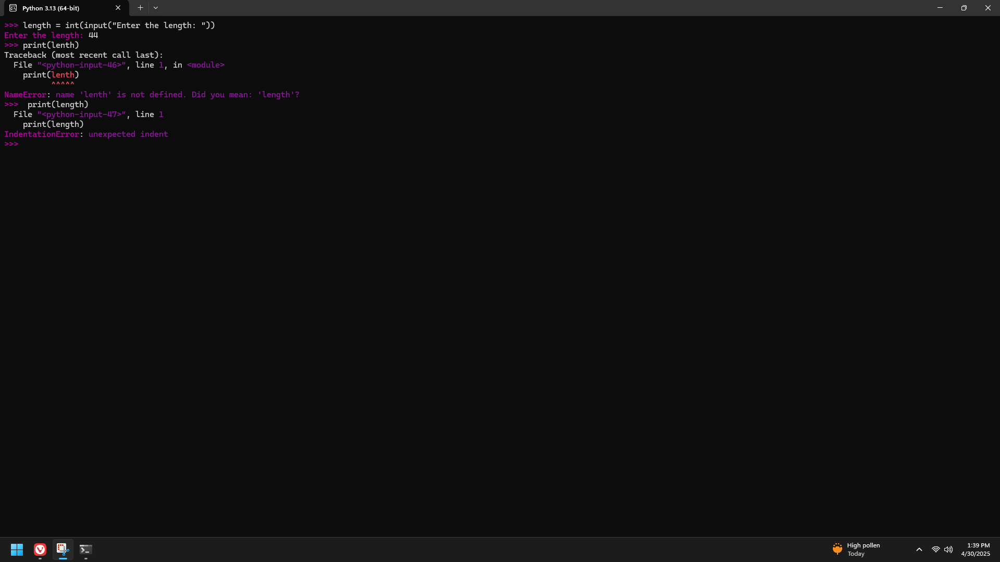 Python 3.13 (64-bit)
>>> length = int(input("Enter the length: "))
Enter the length: 44
>>> print(lenth)
Traceback (most recent call last):
  File "<python-input-46>", line 1, in <module>
    print(lenth)
          ^^^^^
NameError: name 'lenth' is not defined. Did you mean: 'length'?
>>>  print(length)
  File "<python-input-47>", line 1
    print(length)
IndentationError: unexpected indent
>>>
High pollen
Today
1:39 PM
4/30/2025